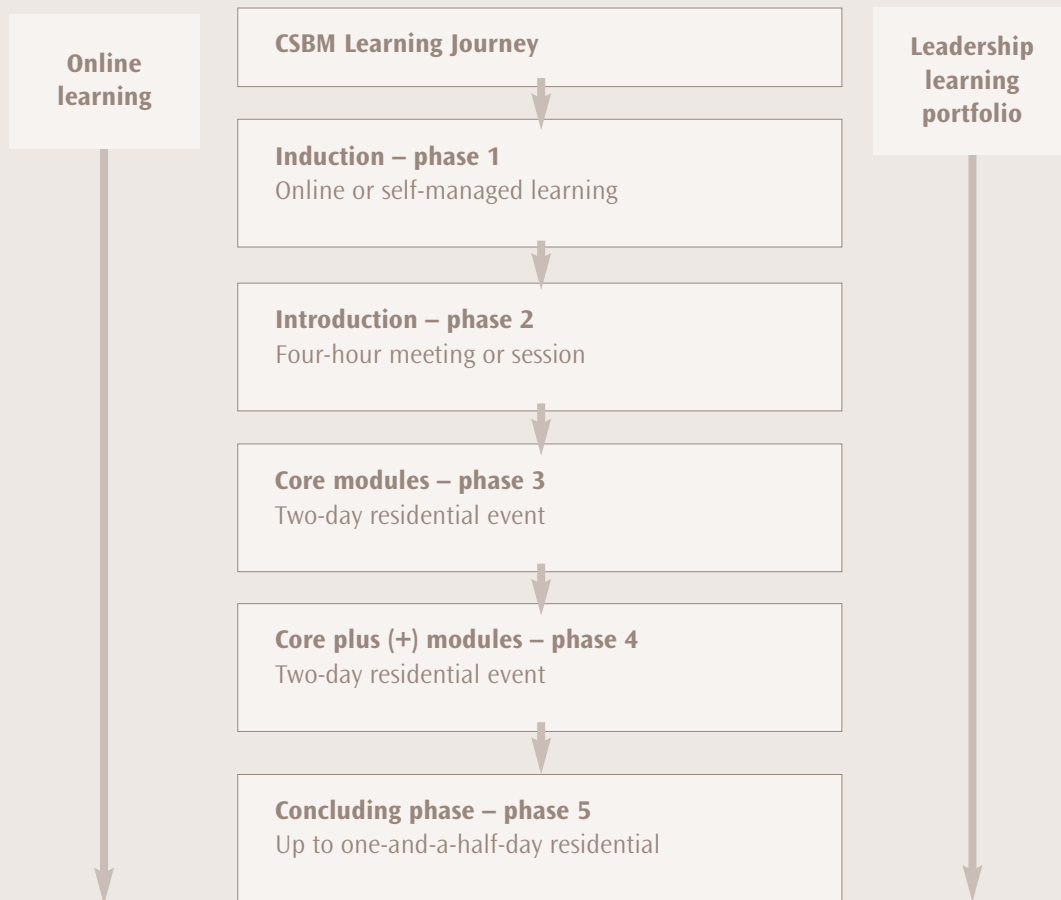 Online
learning
CSBM Learning Journey
Leadership
learning
portfolio
Induction – phase 1
Online or self-managed learning
Introduction – phase 2
Four-hour meeting or session
Core modules – phase 3
Two-day residential event
Core plus (+) modules – phase 4
Two-day residential event
Concluding phase – phase 5
Up to one-and-a-half-day residential